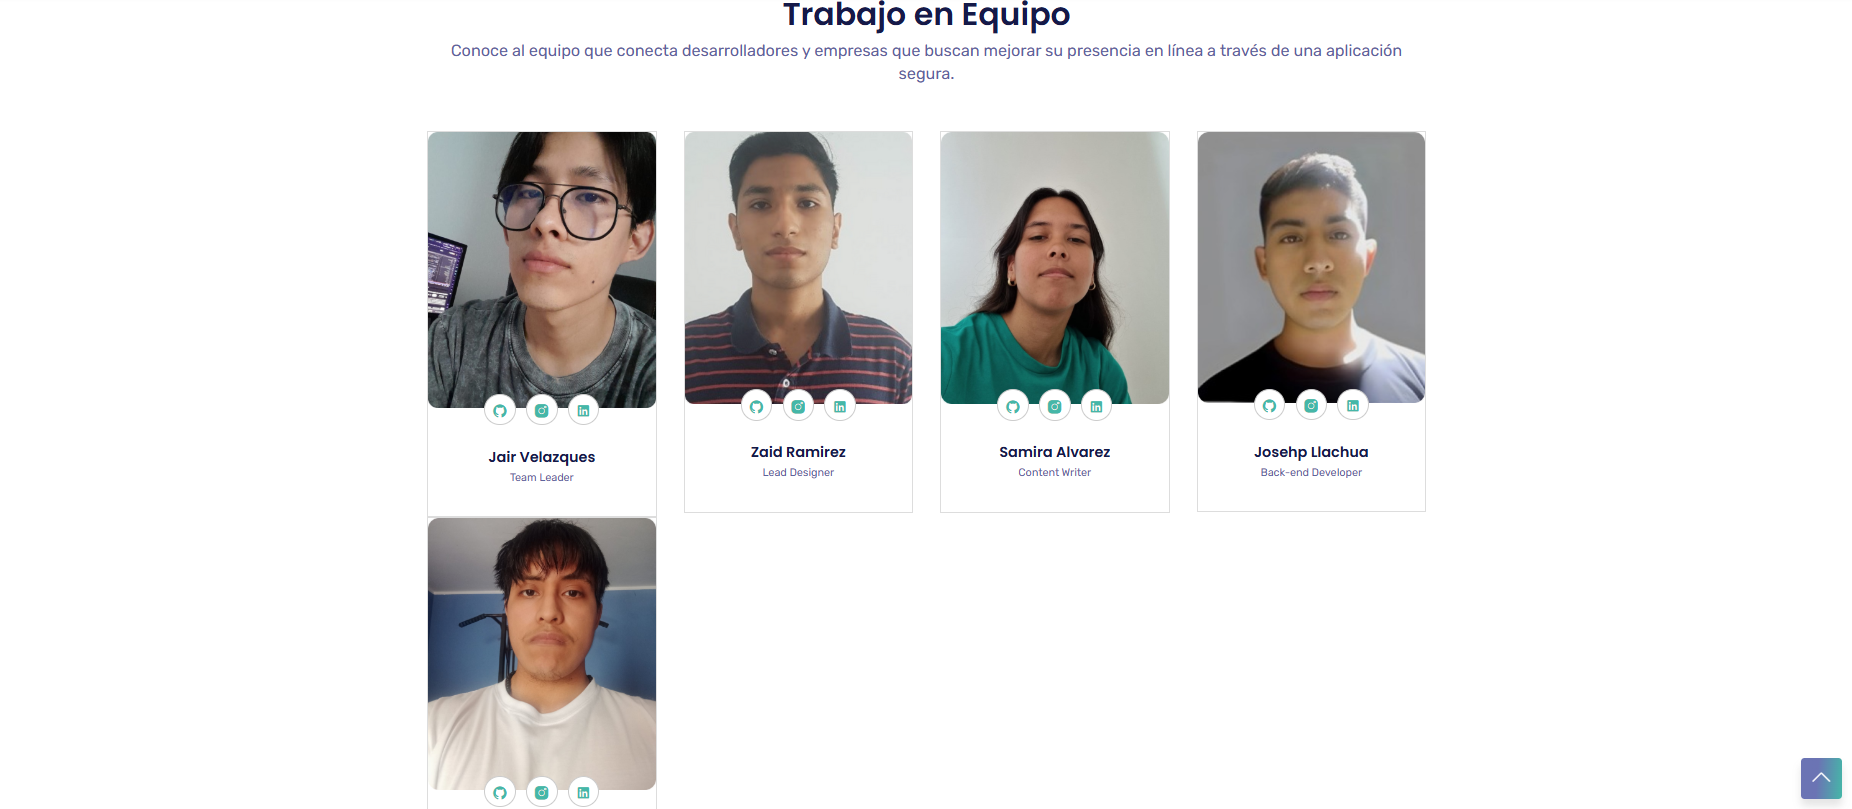 Trabajo en Equipo
Conoce al equipo que conecta desarrolladores y empresas que buscan mejorar su presencia en línea a través de una aplicación
segura.
Jair Velazques
Team Leader
Zaid Ramirez
Lead Designer
Samira Alvarez
Content Writer
Josehp Llachua
Back-end Developer